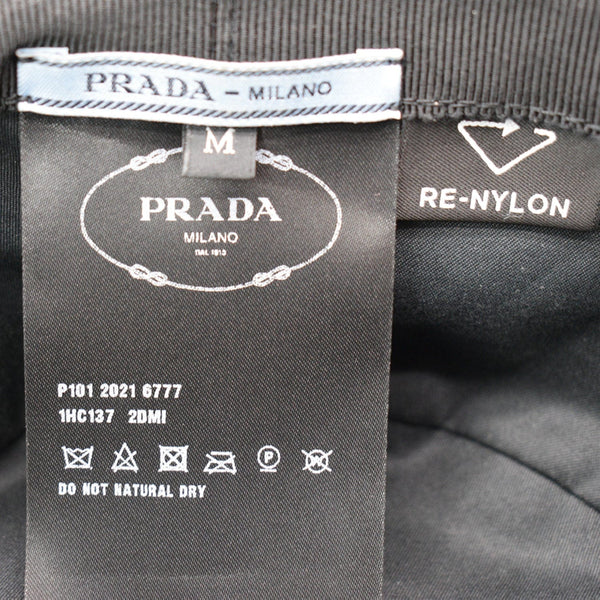 PRADA - MILANO
M
PRADA
MILANO
DAL 1913
RE-NYLON
P101 2021 6777
1HC137 2DMI
P
W
DO NOT NATURAL DRY